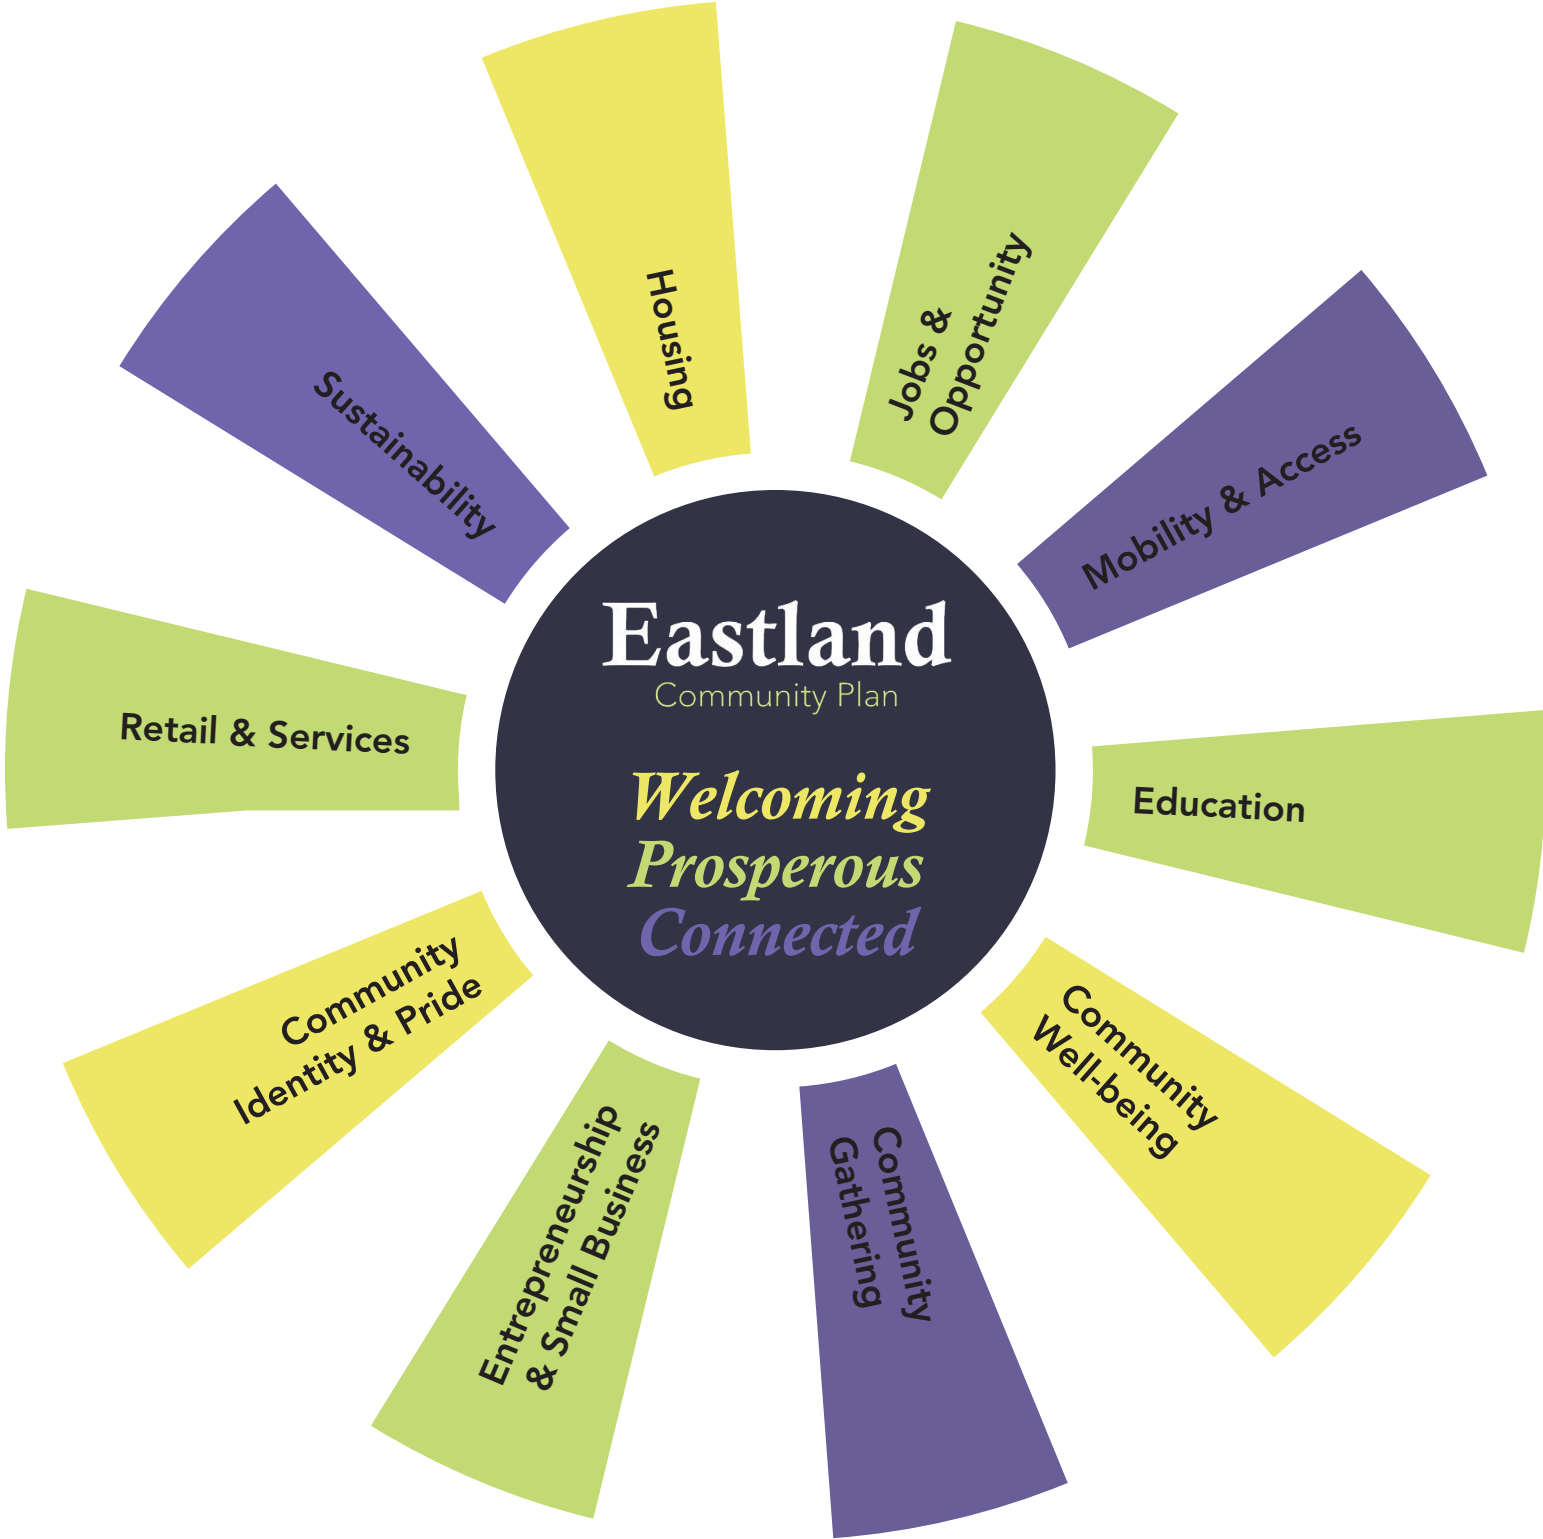 Housing
Jobs &
Opportunity
Mobility & Access
Education
Community
Well-being
Community
Gathering
Entrepreneurship
& Small Business
Community
Identity & Pride
Retail & Services
Sustainability
Eastland
Community Plan
Welcoming
Prosperous
Connected